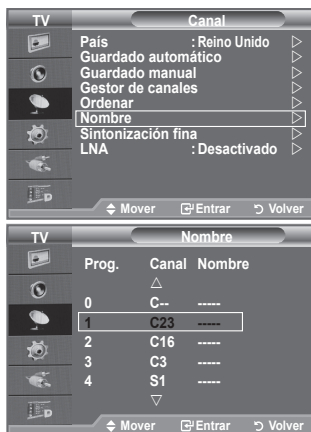 TV Canal
País : Reino Unido
Guardado automático
Guardado manual
Gestor de canales
Ordenar
Nombre
Sintonización fina
LNA : Desactivado
Mover Entrar Volver
TV Nombre
Prog. Canal Nombre
0 C-- -----
1 C23 -----
2 C16 -----
3 C3 -----
4 S1 -----
Mover Entrar Volver